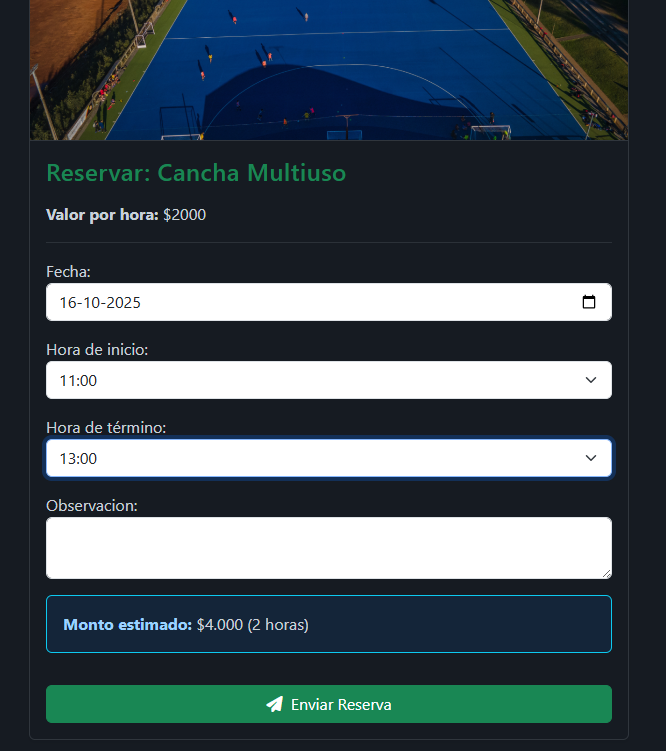 Reservar: Cancha Multiuso
Valor por hora: $2000
Fecha:
16-10-2025
Hora de inicio:
11:00
Hora de término:
13:00
Observacion:
Monto estimado: $4.000 (2 horas)
Enviar Reserva